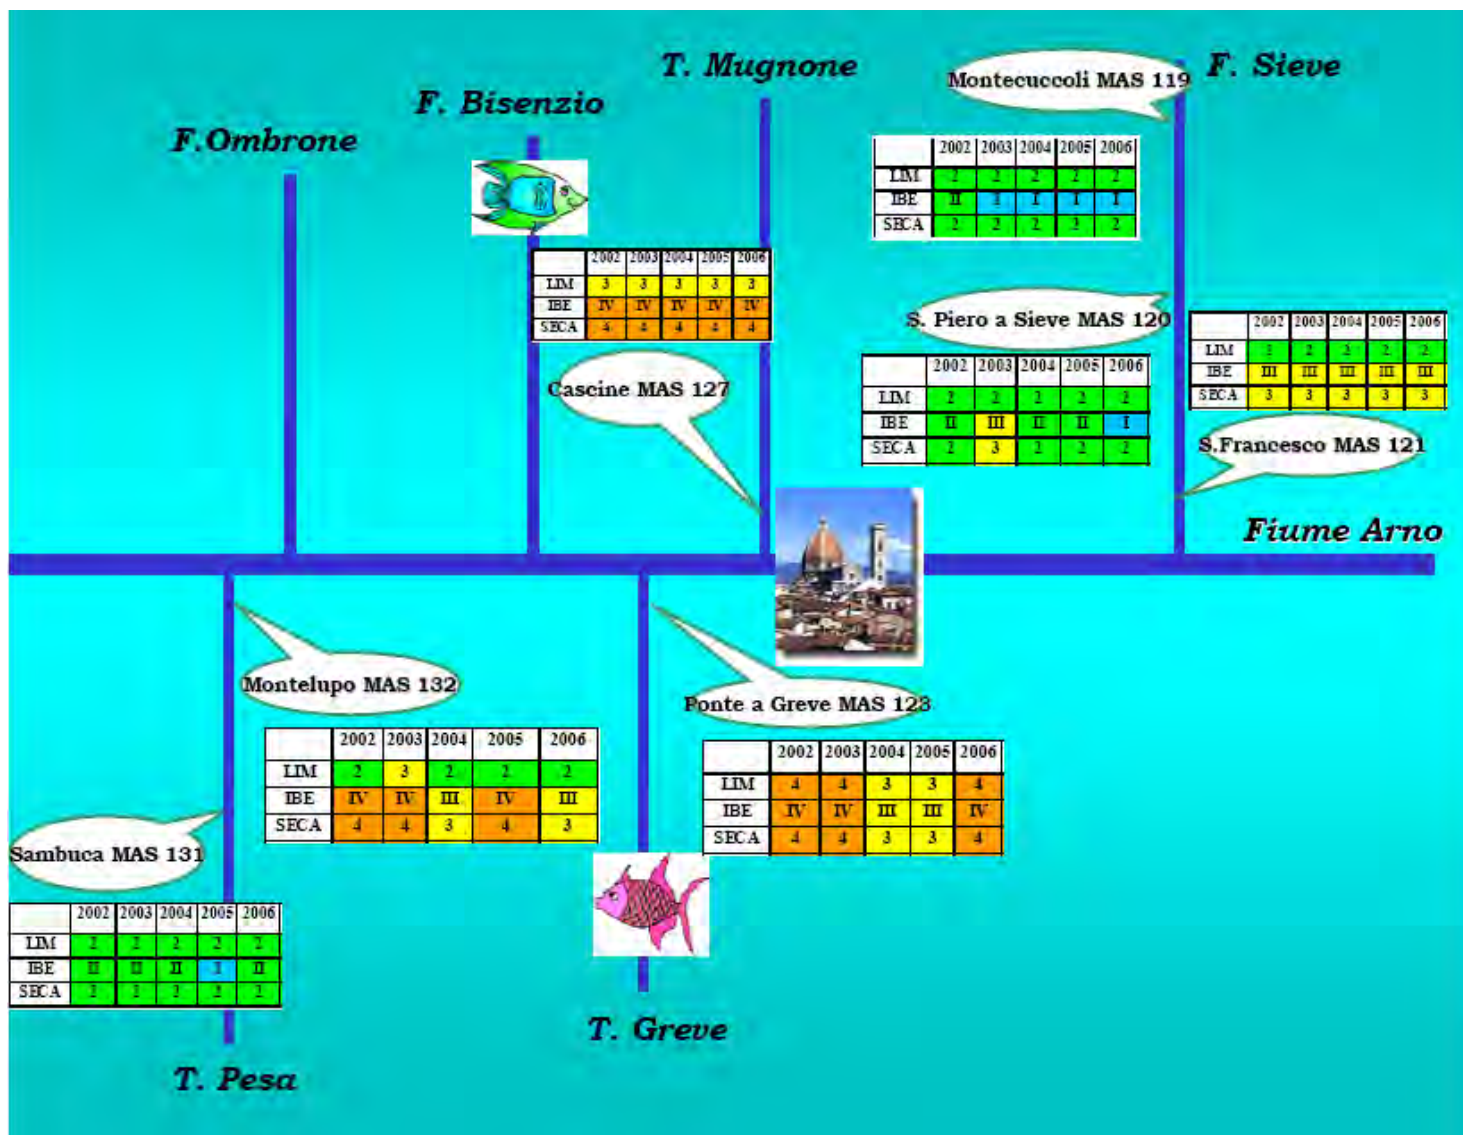 T. Mugnone
F. Sieve
Montecuccoli MAS 119
F. Bisenzio
F.Ombrone
2002 2003 2004 2005 2006
LIM 2 2 2 2 2
IBE II I I I I
SECA 2 2 2 2 2
2002 2003 2004 2005 2006
LIM 3 3 3 3 3
IBE IV IV IV IV IV
SECA 4 4 4 4 4
S. Piero a Sieve MAS 120
2002 2003 2004 2005 2006
LIM 2 2 2 2 2
IBE III III III III III
SECA 3 3 3 3 3
2002 2003 2004 2005 2006
LIM 2 2 2 2 2
IBE II III II II I
SECA 2 3 2 2 2
Cascine MAS 127
S.Francesco MAS 121
Fiume Arno
Montelupo MAS 132
Ponte a Greve MAS 123
2002 2003 2004 2005 2006
LIM 2 3 2 2 2
IBE IV IV III IV III
SECA 4 4 3 4 3
2002 2003 2004 2005 2006
LIM 4 4 3 3 4
IBE IV IV III III IV
SECA 4 4 3 3 4
Sambuca MAS 131
2002 2003 2004 2005 2006
LIM 2 2 2 2 2
IBE II II II I II
SECA 2 2 2 2 2
T. Greve
T. Pesa